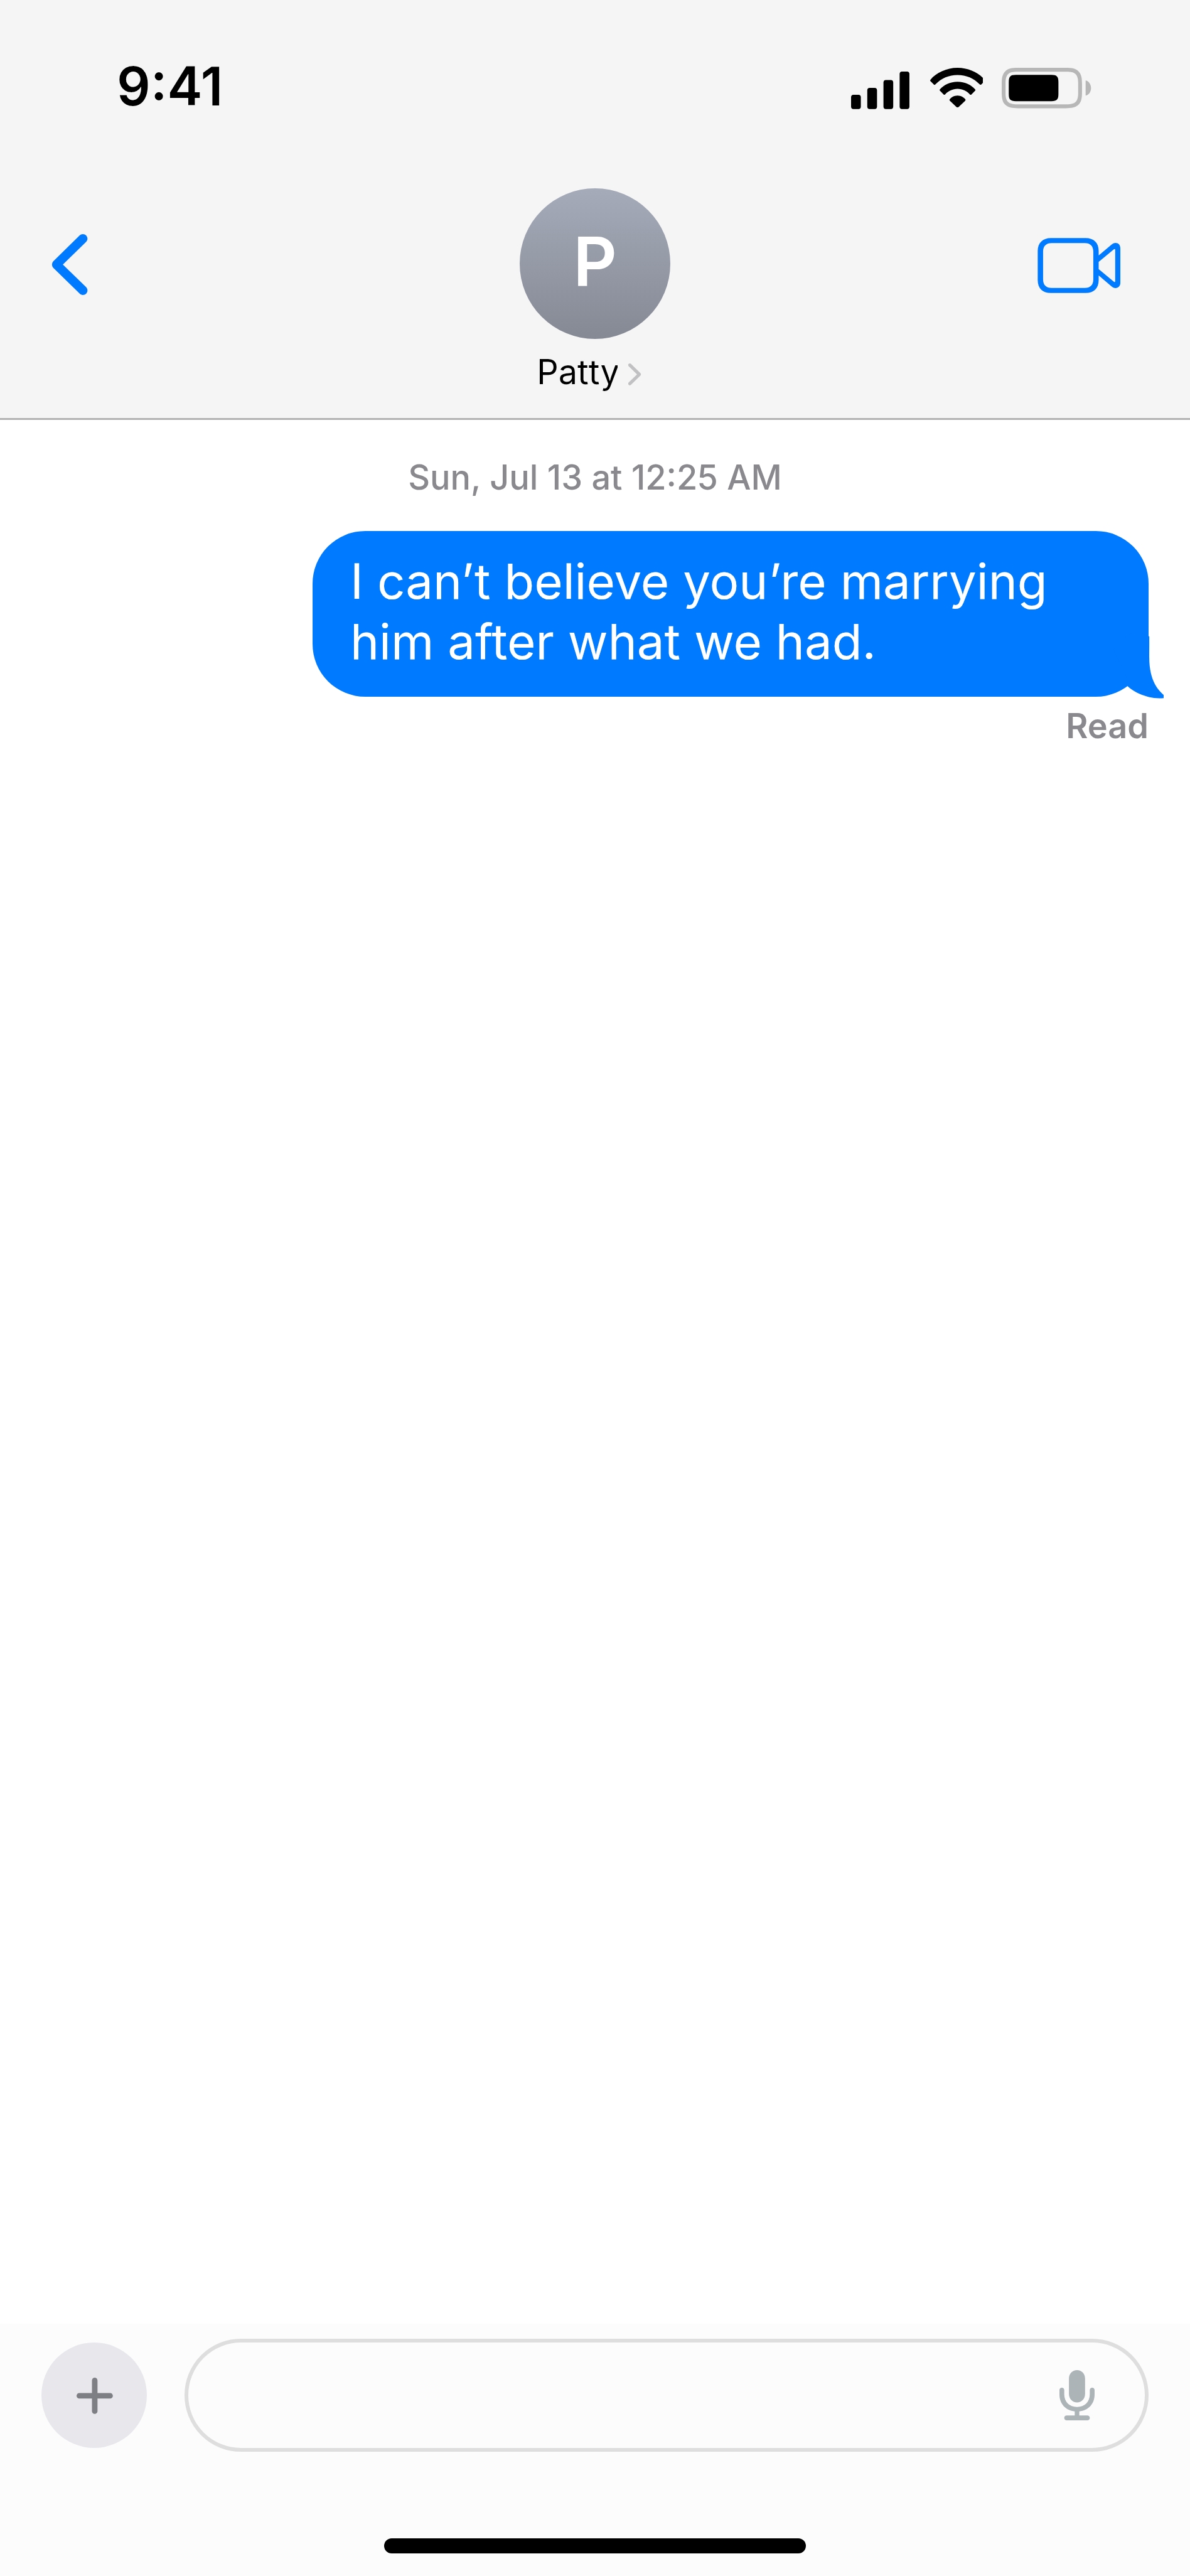 9:41
P
Patty
Sun, Jul 13 at 12:25 AM
I can’t believe you’re marrying
him after what we had.
Read